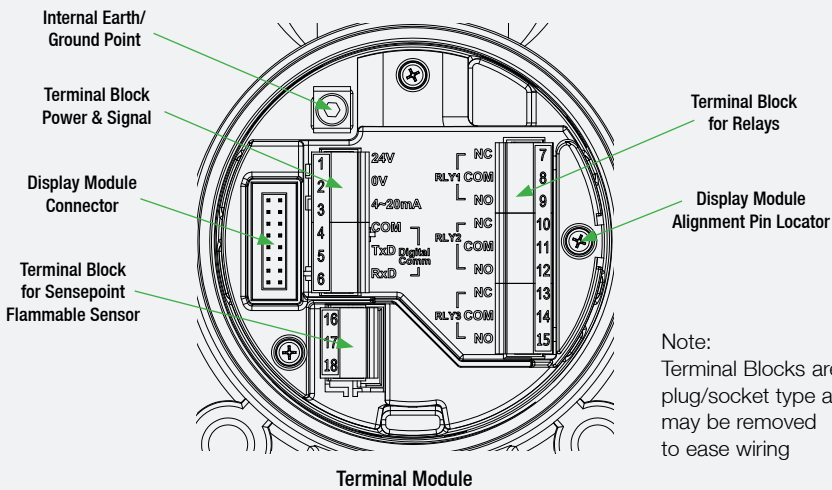 Internal Earth/
Ground Point
Terminal Block
Power & Signal
Display Module
Connector
Terminal Block
for Sensepoint
Flammable Sensor
1 24V
2 0V
3 4~20mA
4 COM
5 TxD Digital
Comm
6 RxD
16
17
18
NC 7
RLY1 COM 8
NO 9
NC 10
RLY2 COM 11
NO 12
NC 13
RLY3 COM 14
NO 15
Terminal Block
for Relays
Display Module
Alignment Pin Locator
Note:
Terminal Blocks are
plug/socket type a
may be removed
to ease wiring
Terminal Module